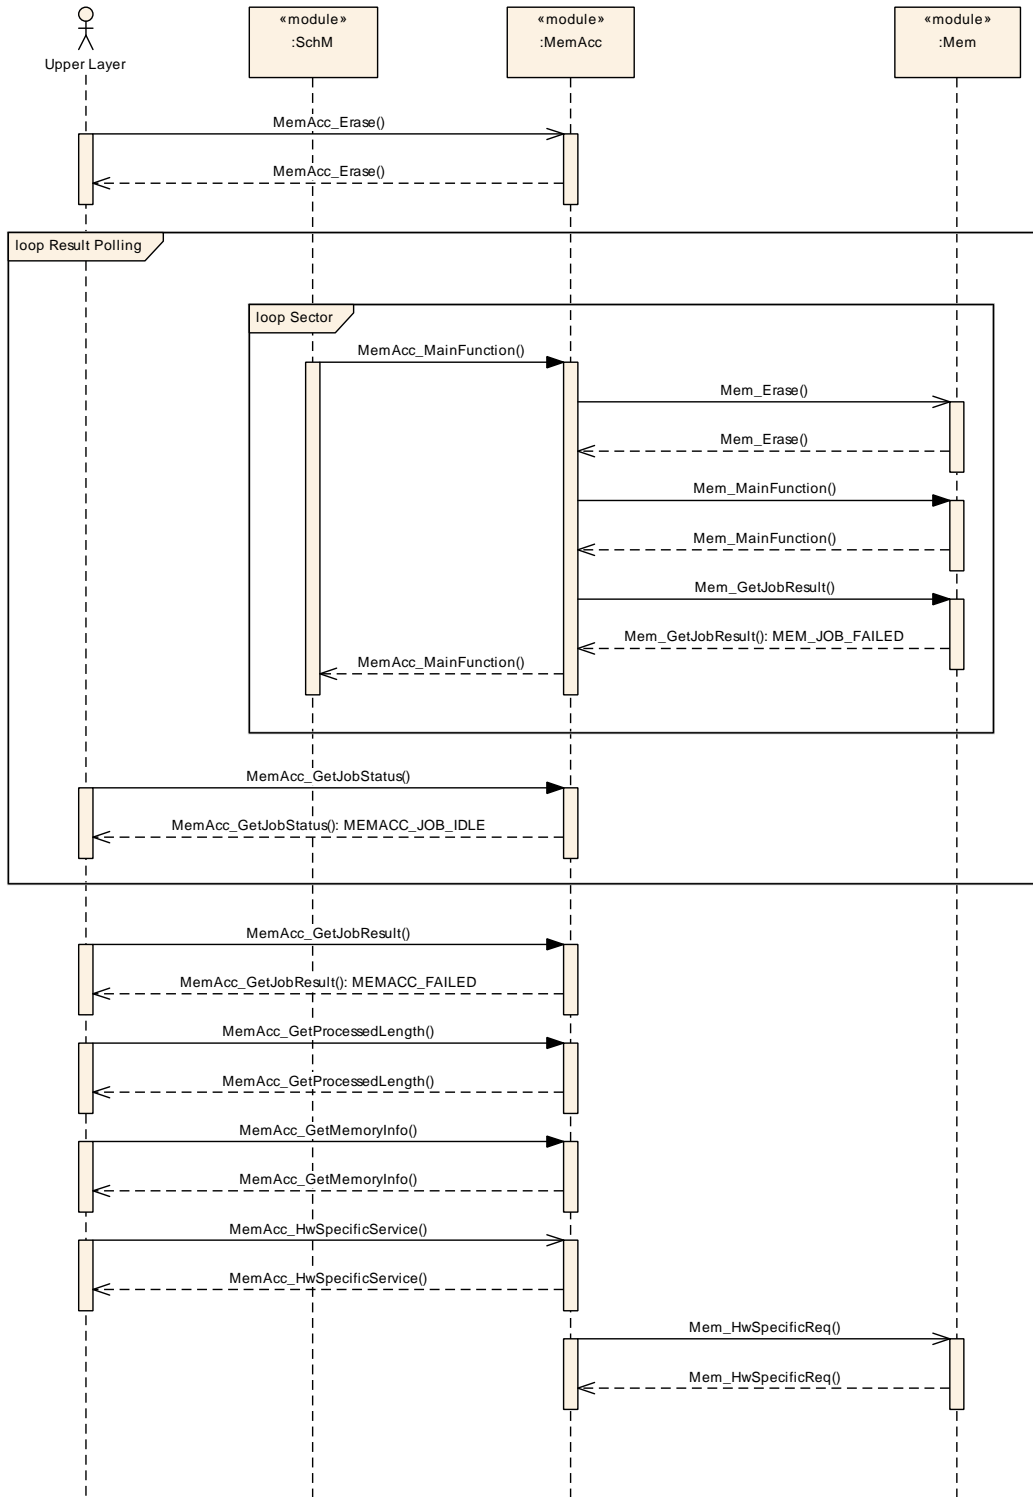 «module»
:SchM
«module»
:MemAcc
«module»
:Mem
Upper Layer
MemAcc_Erase()
MemAcc_Erase()
loop Result Polling
loop Sector
MemAcc_MainFunction()
Mem_Erase()
Mem_Erase()
Mem_MainFunction()
Mem_MainFunction()
Mem_GetJobResult()
Mem_GetJobResult(): MEM_JOB_FAILED
MemAcc_MainFunction()
MemAcc_GetJobStatus()
MemAcc_GetJobStatus(): MEMACC_JOB_IDLE
MemAcc_GetJobResult()
MemAcc_GetJobResult(): MEMACC_FAILED
MemAcc_GetProcessedLength()
MemAcc_GetProcessedLength()
MemAcc_GetMemoryInfo()
MemAcc_GetMemoryInfo()
MemAcc_HwSpecificService()
MemAcc_HwSpecificService()
Mem_HwSpecificReq()
Mem_HwSpecificReq()